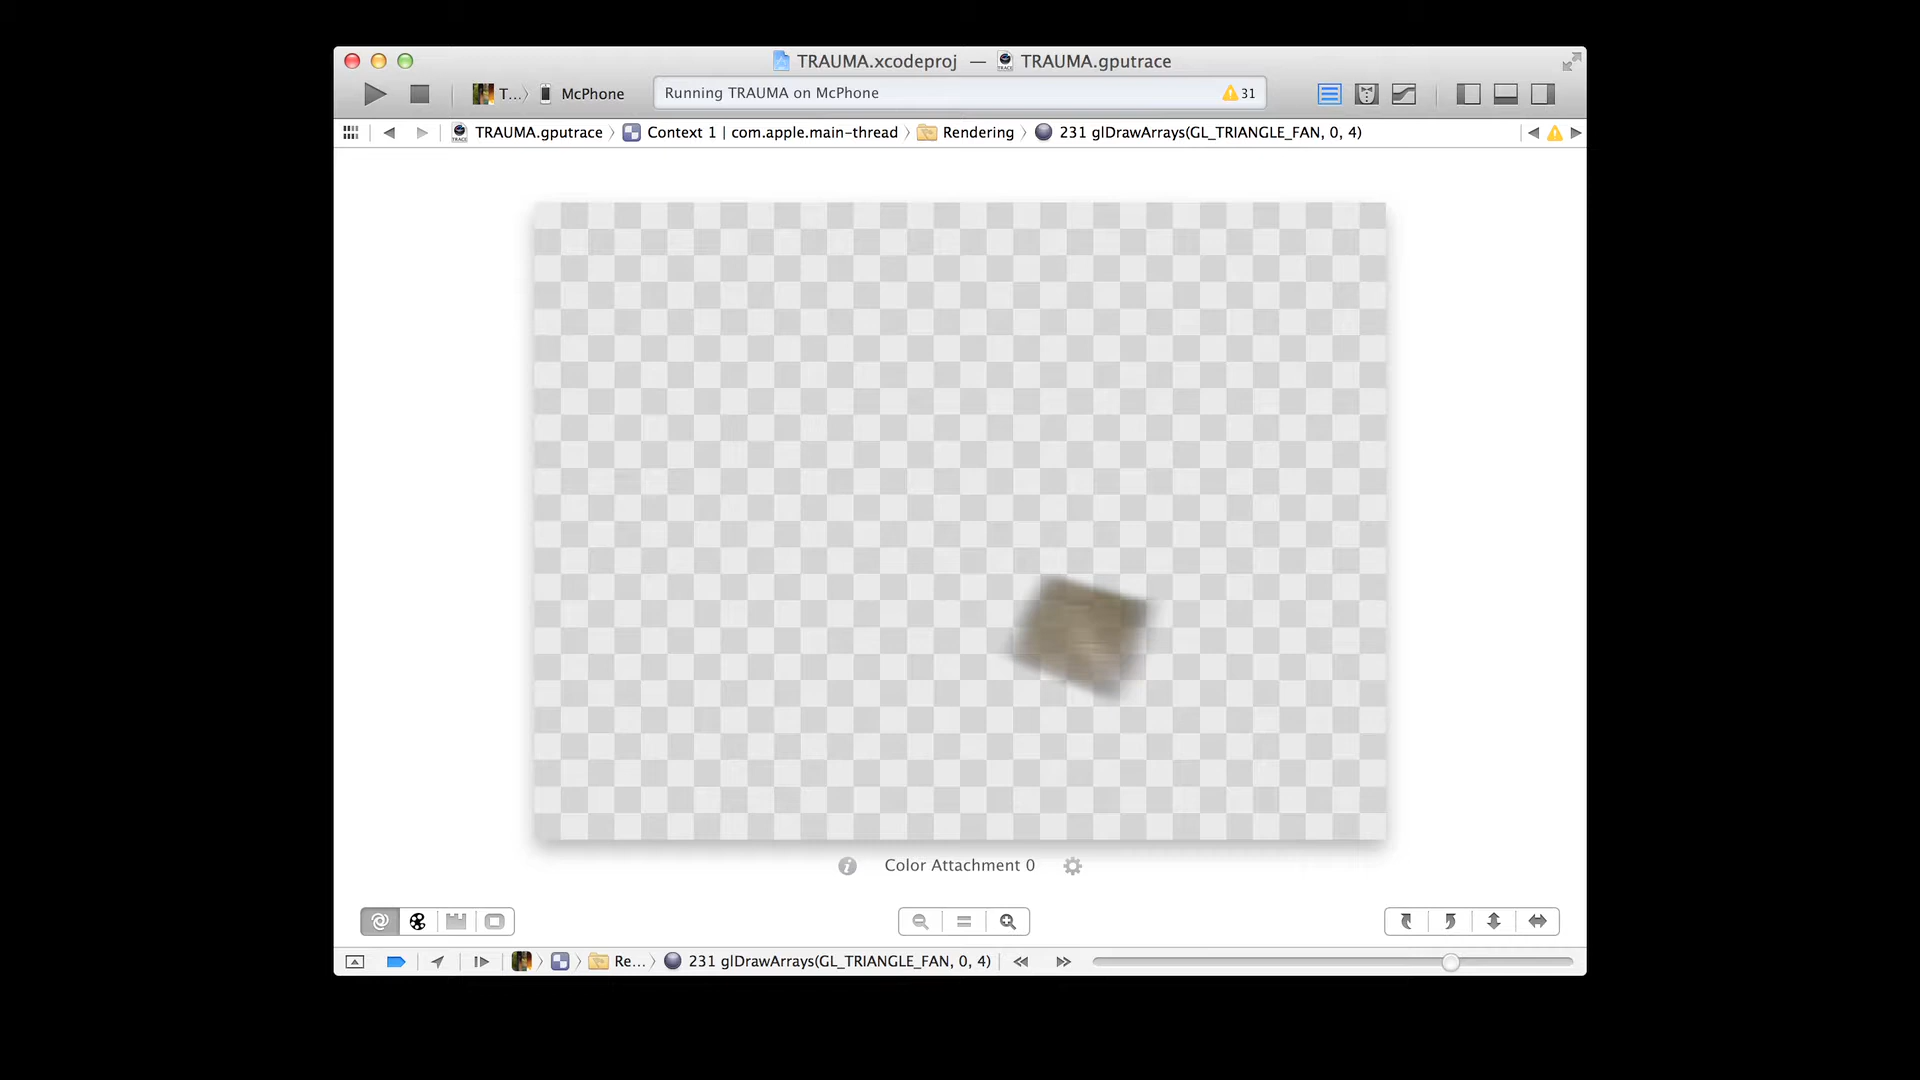 TRAUMA.xcodeproj — TRAUMA.gputrace
T... McPhone Running TRAUMA on McPhone 31
TRAUMA.gputrace Context 1 | com.apple.main-thread Rendering 231 glDrawArrays(GL_TRIANGLE_FAN, 0, 4)
Color Attachment 0
Re... 231 glDrawArrays(GL_TRIANGLE_FAN, 0, 4)